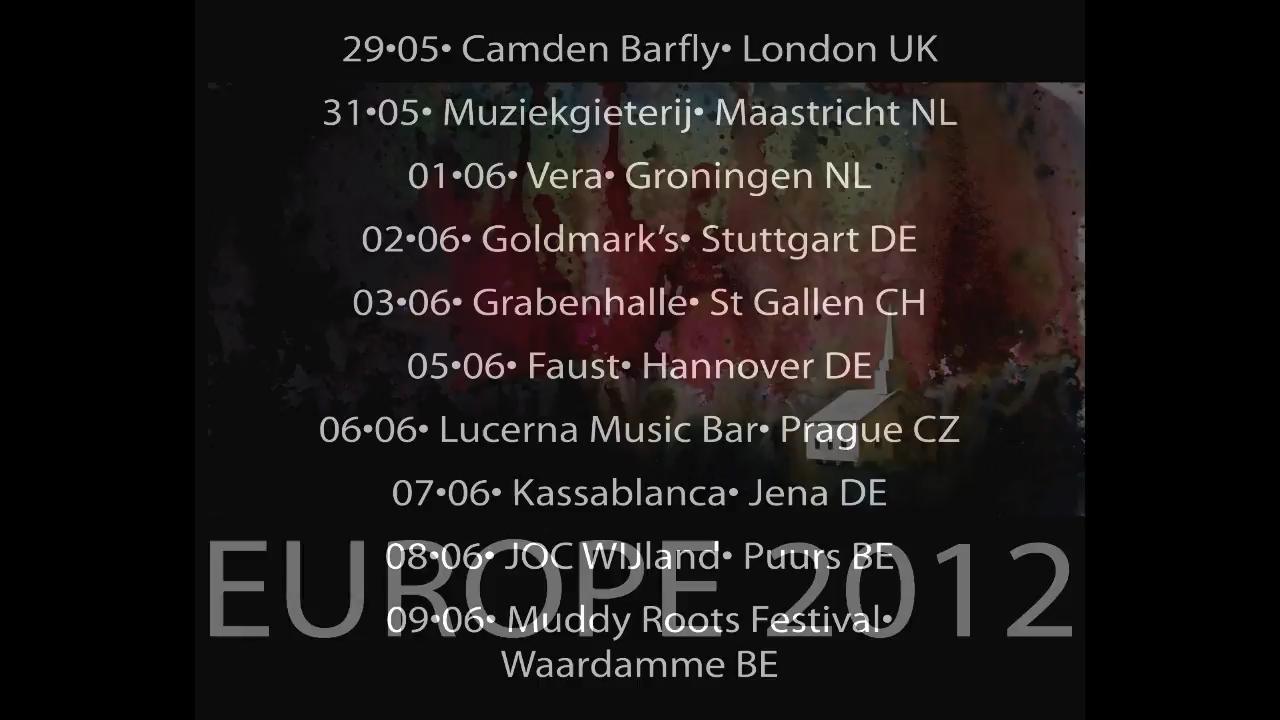 29•05• Camden Barfly• London UK
31•05• Muziekgieterij• Maastricht NL
01•06• Vera• Groningen NL
02•06• Goldmark’s• Stuttgart DE
03•06• Grabenhalle• St Gallen CH
05•06• Faust• Hannover DE
06•06• Lucerna Music Bar• Prague CZ
07•06• Kassablanca• Jena DE
08•06• JOC WIJland• Puurs BE
EUROPE 2012
09•06• Muddy Roots Festival•
Waardamme BE